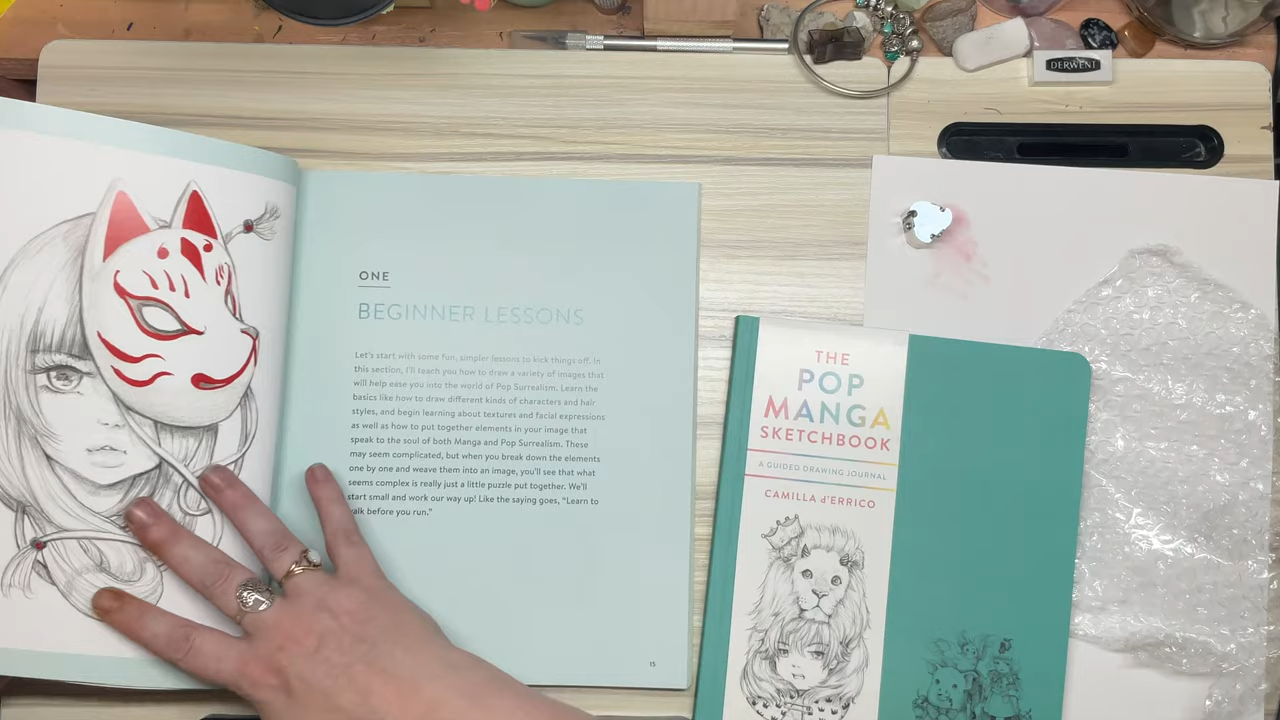 DERWENT
ONE
BEGINNER LESSONS
Let's start with some fun, simpler lessons to kick things off. In
this section, I'll teach you how to draw a variety of images that
will help ease you into the world of Pop Surrealism. Learn the
basics like how to draw different kinds of characters and hair
styles, and begin learning about textures and facial expressions
as well as how to put together elements in your image that
speak to the soul of both Manga and Pop Surrealism. These
may seem complicated, but when you break down the elements
one by one and weave them into an image, you'll see that what
seems complex is really just a little puzzle put together. We'll
start small and work our way up! Like the saying goes, “Learn to
alk before you run.”
15
THE
POP
MANGA
SKETCHBOOK
A GUIDED DRAWING JOURNAL
CAMILLA d'ERRICO